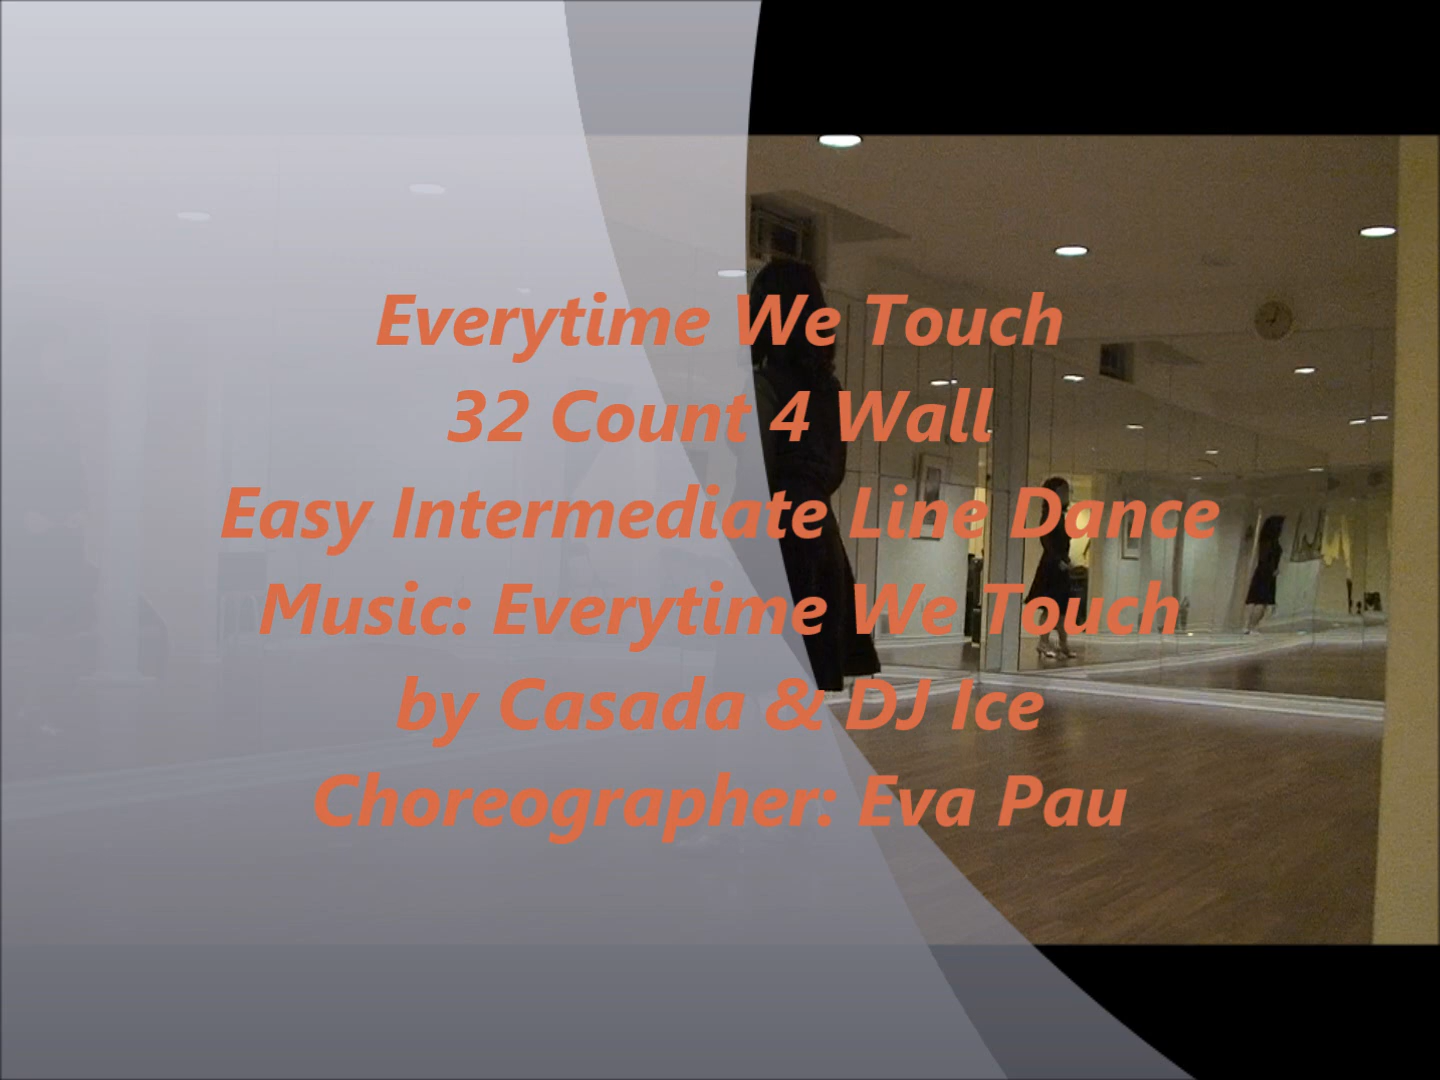 Everytime We Touch
32 Count 4 Wall
Easy Intermediate Line Dance
Music: Everytime We Touch
by Casada & DJ Ice
Choreographer: Eva Pau